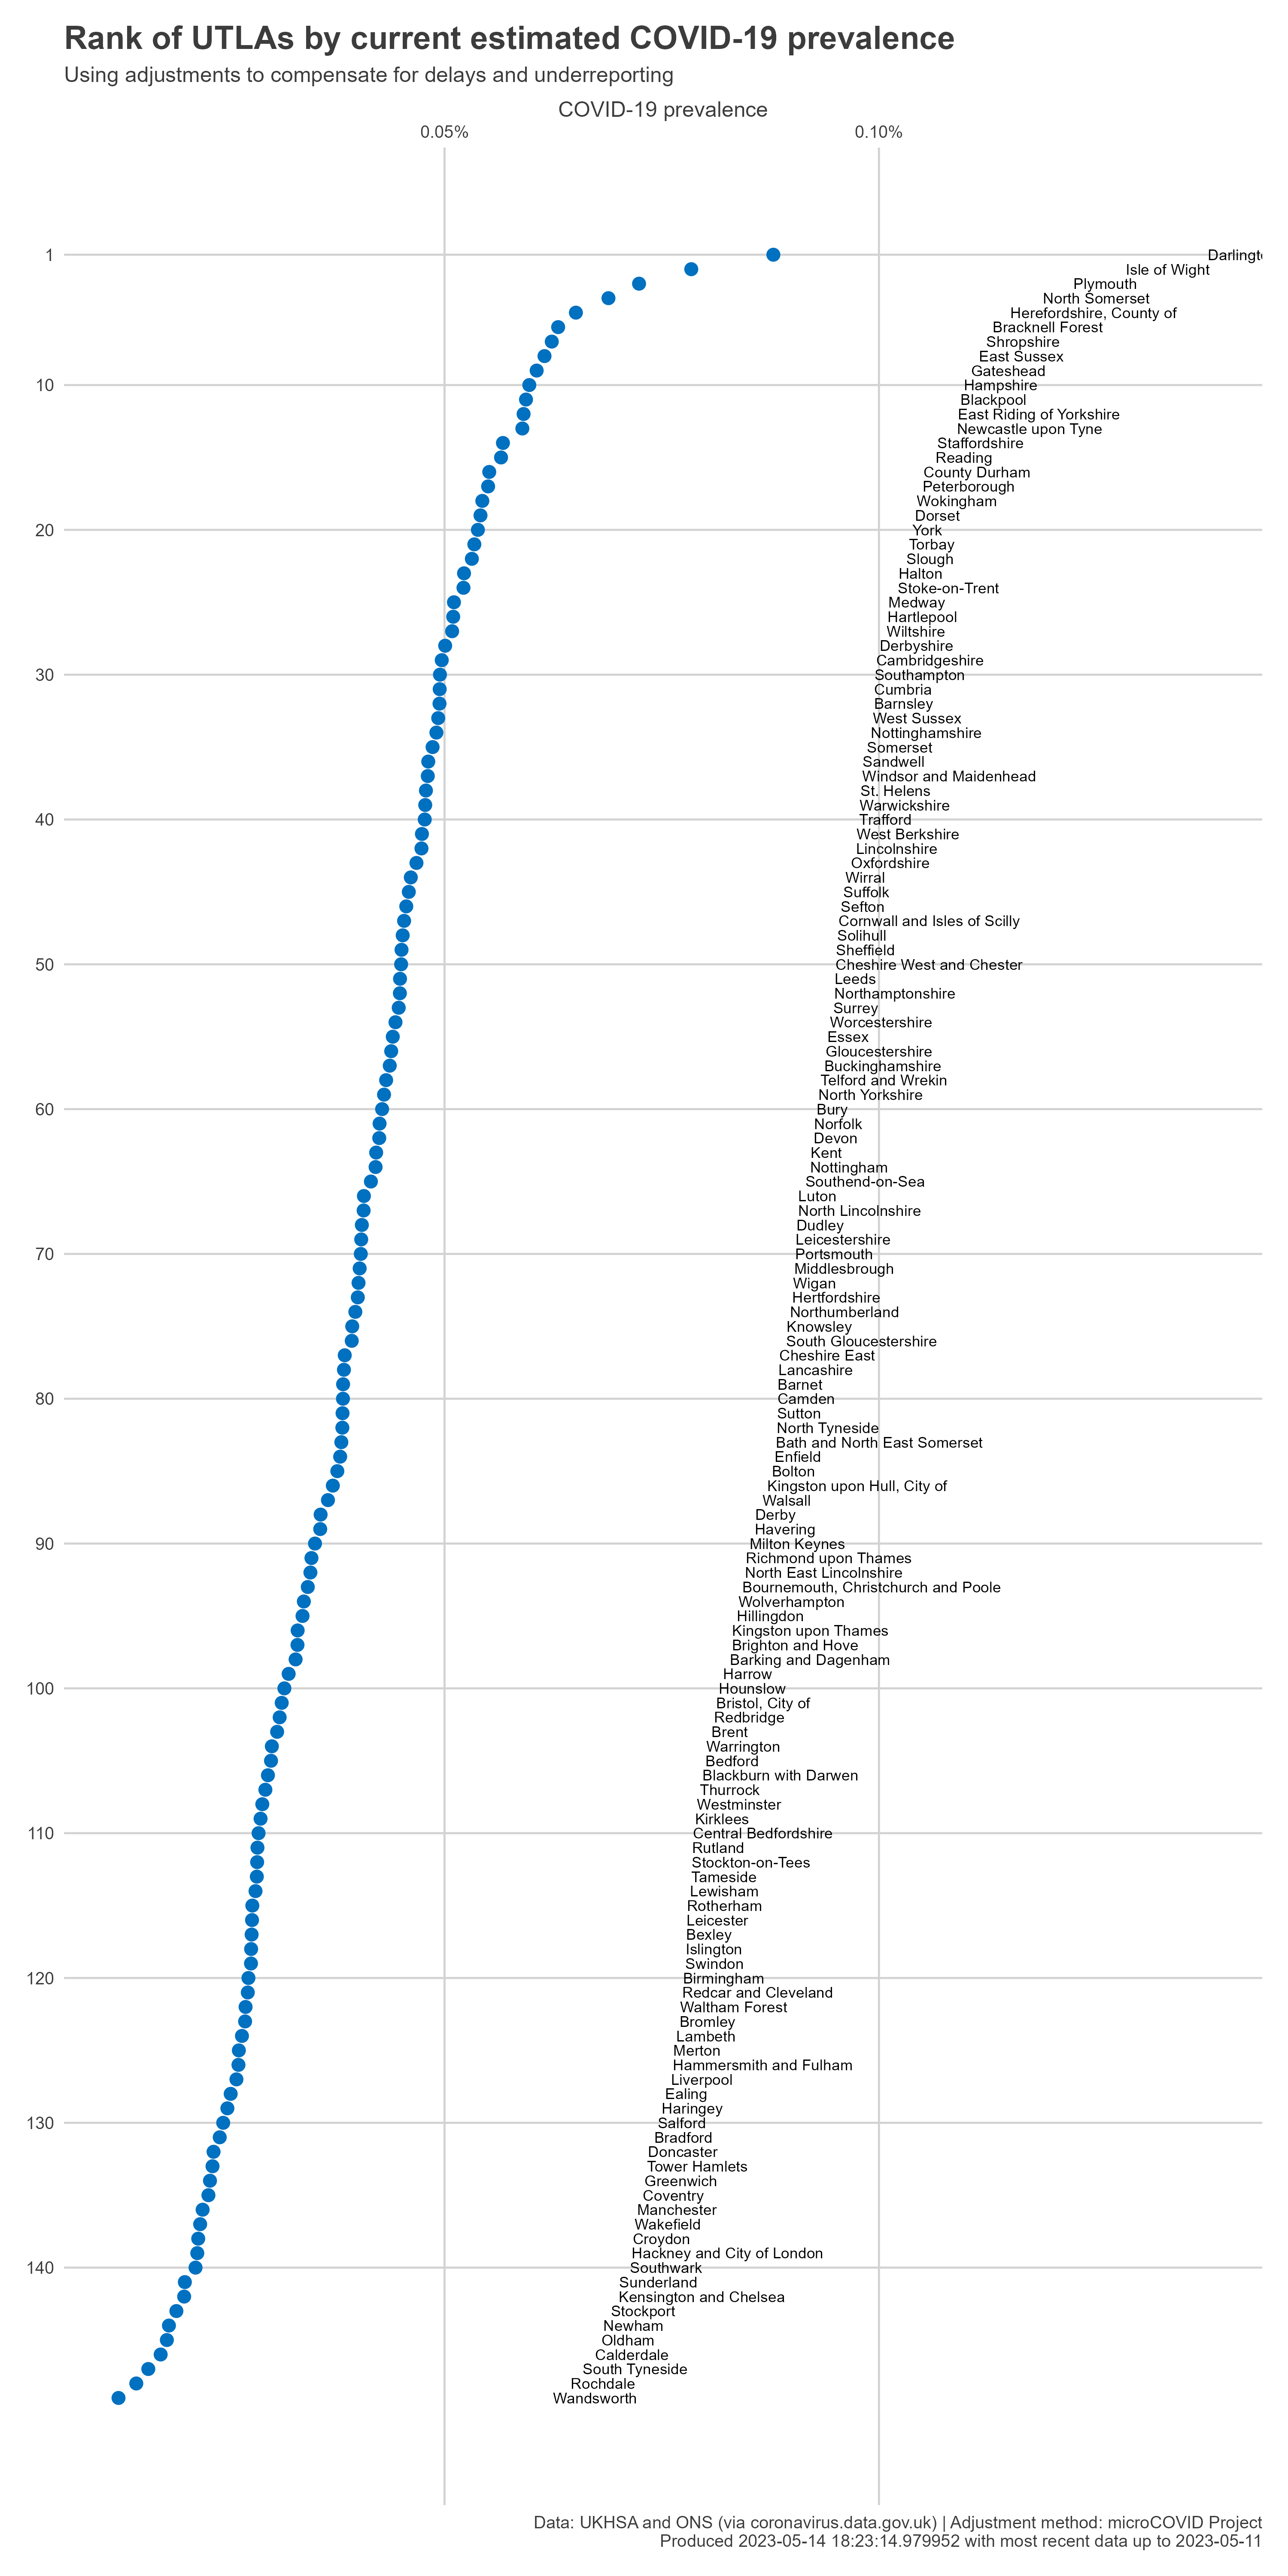 Rank of UTLAs by current estimated COVID-19 prevalence
Using adjustments to compensate for delays and underreporting
COVID-19 prevalence
0.05% 0.10%
1 Darlingt
Isle of Wight
Plymouth
North Somerset
Herefordshire, County of
Bracknell Forest
Shropshire
East Sussex
Gateshead
10 Hampshire
Blackpool
East Riding of Yorkshire
Newcastle upon Tyne
Staffordshire
Reading
County Durham
Peterborough
Wokingham
Dorset
20 York
Torbay
Slough
Halton
Stoke-on-Trent
Medway
Hartlepool
Wiltshire
Derbyshire
Cambridgeshire
30 Southampton
Cumbria
Barnsley
West Sussex
Nottinghamshire
Somerset
Sandwell
Windsor and Maidenhead
St. Helens
Warwickshire
40 Trafford
West Berkshire
Lincolnshire
Oxfordshire
Wirral
Suffolk
Sefton
Cornwall and Isles of Scilly
Solihull
Sheffield
50 Cheshire West and Chester
Leeds
Northamptonshire
Surrey
Worcestershire
Essex
Gloucestershire
Buckinghamshire
Telford and Wrekin
North Yorkshire
60 Bury
Norfolk
Devon
Kent
Nottingham
Southend-on-Sea
Luton
North Lincolnshire
Dudley
Leicestershire
70 Portsmouth
Middlesbrough
Wigan
Hertfordshire
Northumberland
Knowsley
South Gloucestershire
Cheshire East
Lancashire
Barnet
80 Camden
Sutton
North Tyneside
Bath and North East Somerset
Enfield
Bolton
Kingston upon Hull, City of
Walsall
Derby
Havering
90 Milton Keynes
Richmond upon Thames
North East Lincolnshire
Bournemouth, Christchurch and Poole
Wolverhampton
Hillingdon
Kingston upon Thames
Brighton and Hove
Barking and Dagenham
Harrow
100 Hounslow
Bristol, City of
Redbridge
Brent
Warrington
Bedford
Blackburn with Darwen
Thurrock
Westminster
Kirklees
110 Central Bedfordshire
Rutland
Stockton-on-Tees
Tameside
Lewisham
Rotherham
Leicester
Bexley
Islington
Swindon
120 Birmingham
Redcar and Cleveland
Waltham Forest
Bromley
Lambeth
Merton
Hammersmith and Fulham
Liverpool
Ealing
Haringey
130 Salford
Bradford
Doncaster
Tower Hamlets
Greenwich
Coventry
Manchester
Wakefield
Croydon
Hackney and City of London
140 Southwark
Sunderland
Kensington and Chelsea
Stockport
Newham
Oldham
Calderdale
South Tyneside
Rochdale
Wandsworth
Data: UKHSA and ONS (via coronavirus.data.gov.uk) | Adjustment method: microCOVID Project
Produced 2023-05-14 18:23:14.979952 with most recent data up to 2023-05-11